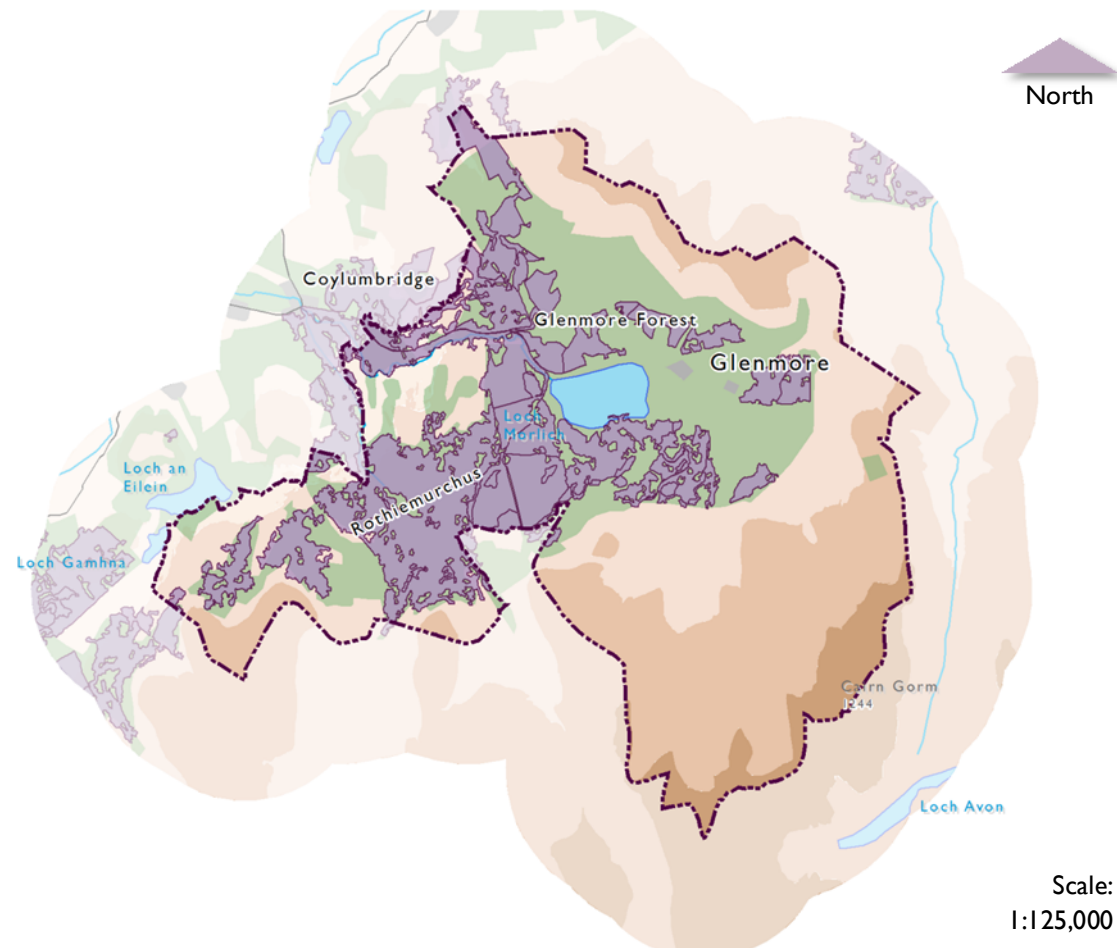 North
Coylumbridge
Glenmore Forest
Glenmore
Loch
Morlich
Loch an
Eilein
Rothiemurchus
Loch Gamhna
Cairn Gorm
1244
Loch Avon
Scale:
1:125,000